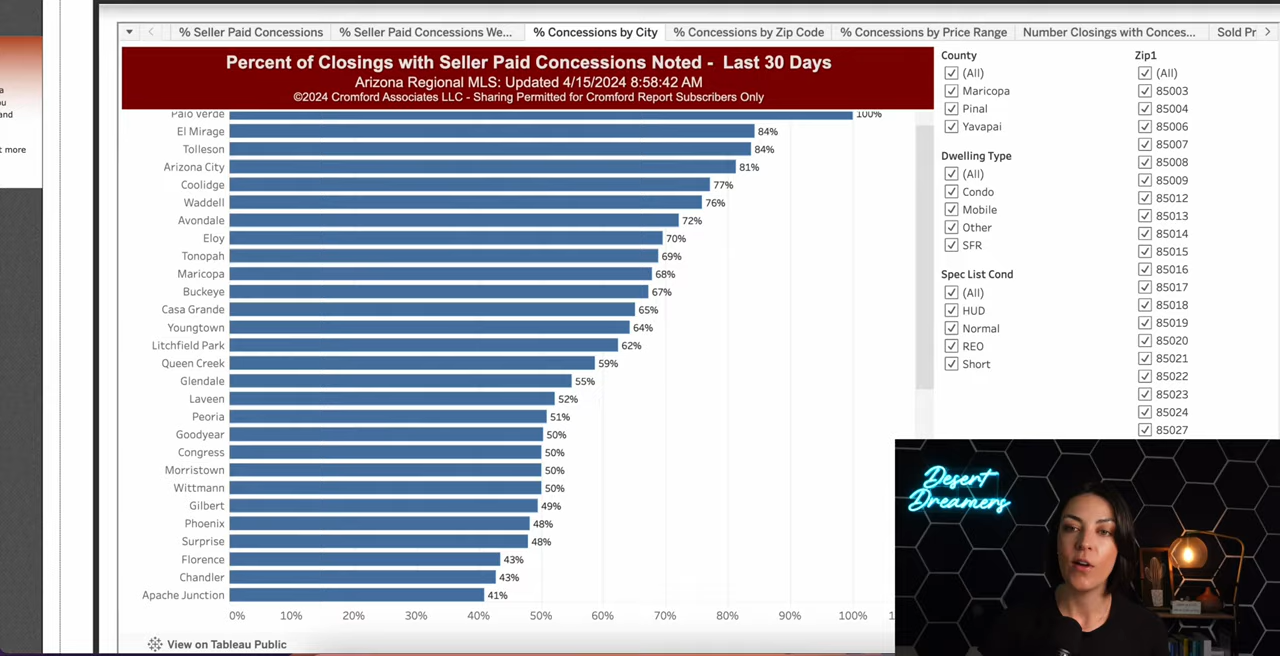 % Seller Paid Concessions
% Seller Paid Concessions We...
% Concessions by City
% Concessions by Zip Code
% Concessions by Price Range
Number Closings with Conces...
Sold Pr
Percent of Closings with Seller Paid Concessions Noted - Last 30 Days
Arizona Regional MLS: Updated 4/15/2024 8:58:42 AM
©2024 Cromford Associates LLC - Sharing Permitted for Cromford Report Subscribers Only
Palo Verde 100%
El Mirage 84%
Tolleson 84%
Arizona City 81%
Coolidge 77%
Waddell 76%
Avondale 72%
Eloy 70%
Tonopah 69%
Maricopa 68%
Buckeye 67%
Casa Grande 65%
Youngtown 64%
Litchfield Park 62%
Queen Creek 59%
Glendale 55%
Laveen 52%
Peoria 51%
Goodyear 50%
Congress 50%
Morristown 50%
Wittmann 50%
Gilbert 49%
Phoenix 48%
Surprise 48%
Florence 43%
Chandler 43%
Apache Junction 41%
0% 10% 20% 30% 40% 50% 60% 70% 80% 90% 100% 1
View on Tableau Public
County
(All)
Maricopa
Pinal
Yavapai
Dwelling Type
(All)
Condo
Mobile
Other
SFR
Spec List Cond
(All)
HUD
Normal
REO
Short
Zip1
(All)
85003
85004
85006
85007
85008
85009
85012
85013
85014
85015
85016
85017
85018
85019
85020
85021
85022
85023
85024
85027
a
u
and
t more
Desert
Dreamers